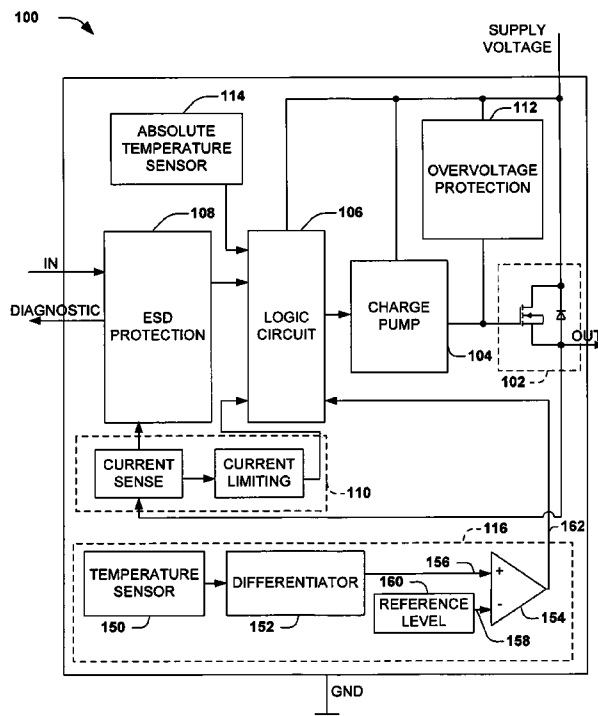 100
SUPPLY
VOLTAGE
114
ABSOLUTE
TEMPERATURE
SENSOR
112
OVERVOLTAGE
PROTECTION
108
106
IN
DIAGNOSTIC
ESD
PROTECTION
LOGIC
CIRCUIT
CHARGE
PUMP
104
102
OUT
CURRENT
SENSE
CURRENT
LIMITING
110
116
162
TEMPERATURE
SENSOR
150
DIFFERENTIATOR
152
156
160
REFERENCE
LEVEL
158
+
-
154
GND